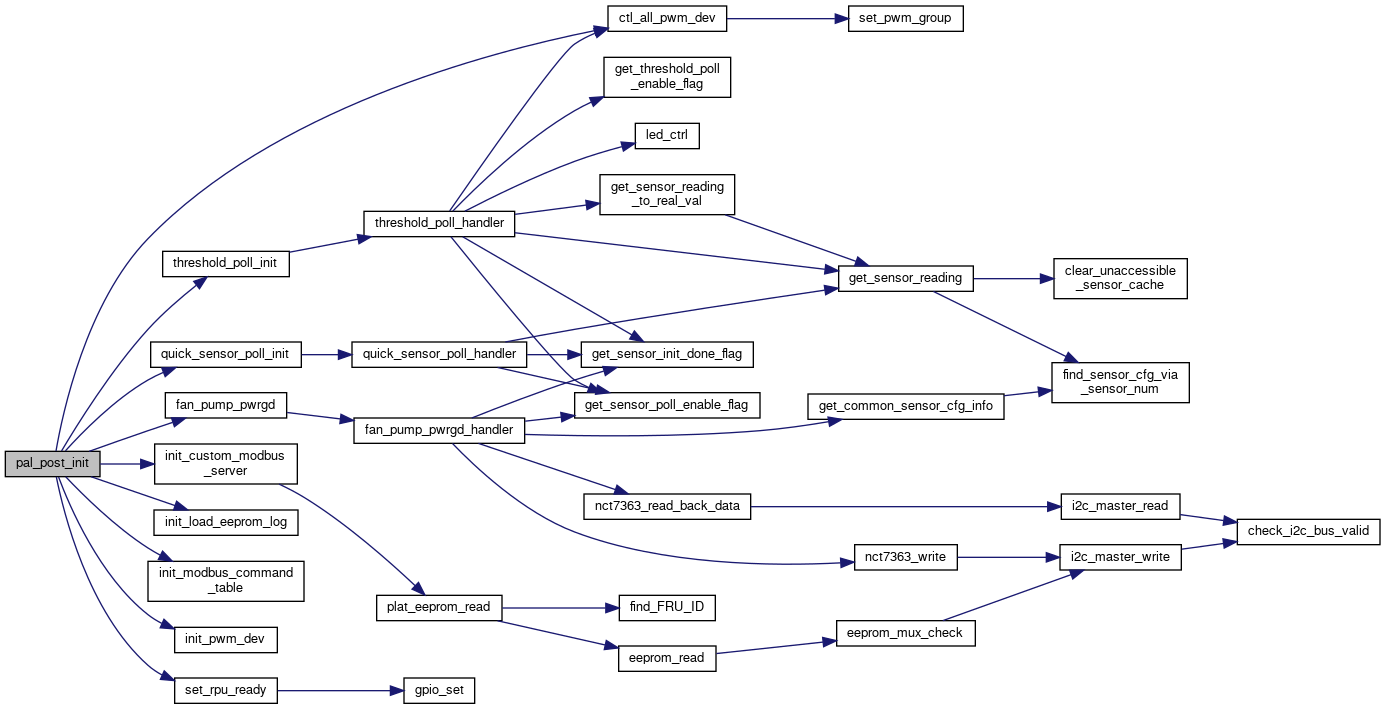 ctl_all_pwm_dev
set_pwm_group
get_threshold_poll
_enable_flag
led_ctrl
get_sensor_reading
_to_real_val
threshold_poll_handler
threshold_poll_init
get_sensor_reading
clear_unaccessible
_sensor_cache
quick_sensor_poll_init
quick_sensor_poll_handler
get_sensor_init_done_flag
find_sensor_cfg_via
_sensor_num
fan_pump_pwrgd
get_sensor_poll_enable_flag
get_common_sensor_cfg_info
fan_pump_pwrgd_handler
pal_post_init
init_custom_modbus
_server
nct7363_read_back_data
i2c_master_read
init_load_eeprom_log
check_i2c_bus_valid
nct7363_write
i2c_master_write
init_modbus_command
_table
plat_eeprom_read
find_FRU_ID
init_pwm_dev
eeprom_mux_check
eeprom_read
set_rpu_ready
gpio_set